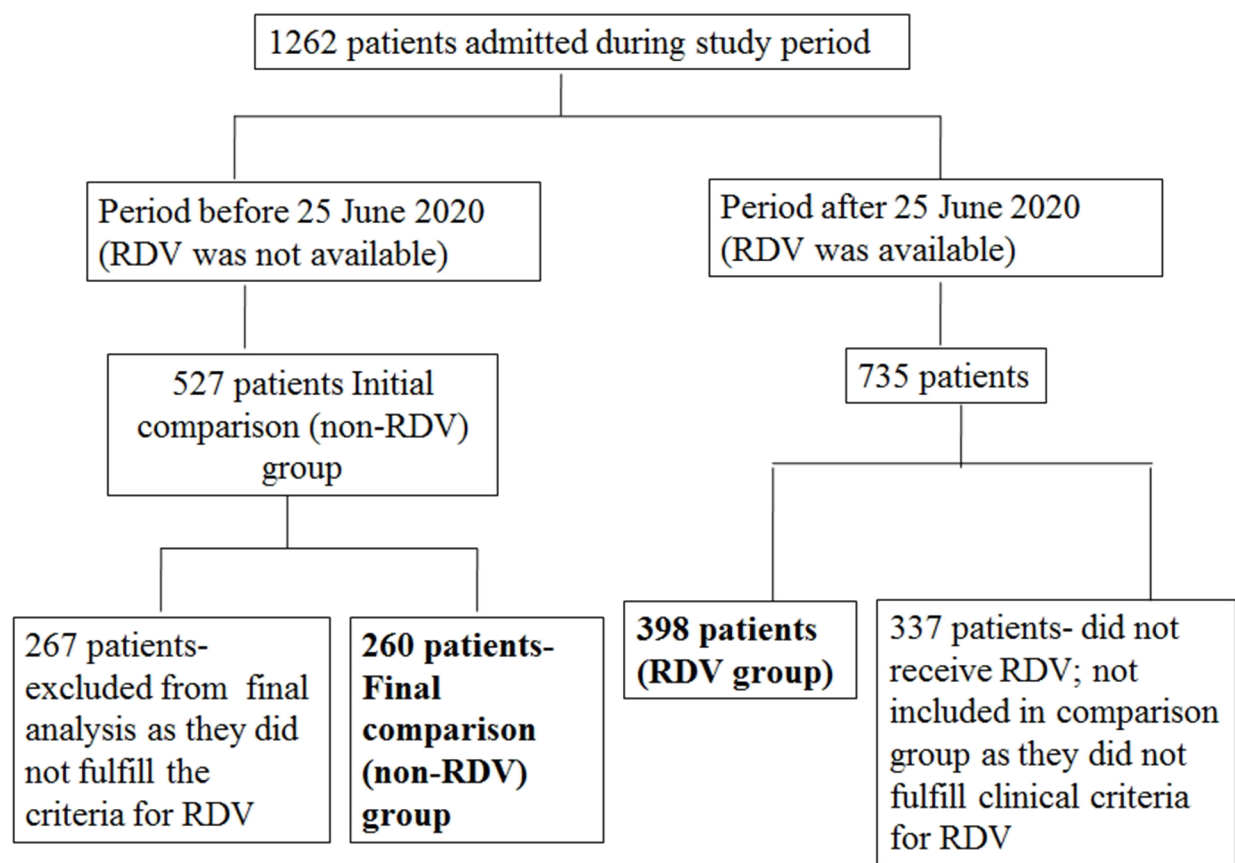 1262 patients admitted during study period
Period before 25 June 2020
(RDV was not available)
Period after 25 June 2020
(RDV was available)
527 patients Initial
comparison (non-RDV)
group
735 patients
267 patients-
excluded from final
analysis as they did
not fulfill the
criteria for RDV
260 patients-
Final
comparison
(non-RDV)
group
398 patients
(RDV group)
337 patients- did not
receive RDV; not
included in comparison
group as they did not
fulfill clinical criteria
for RDV